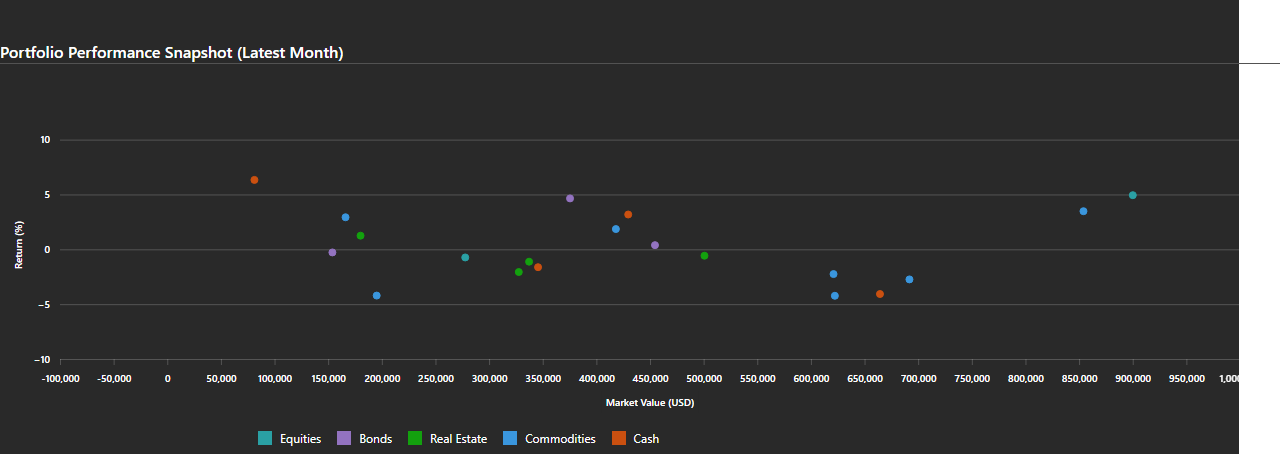 Portfolio Performance Snapshot (Latest Month)
10
5
0
−5
−10
Return (%)
-100,000 -50,000 0 50,000 100,000 150,000 200,000 250,000 300,000 350,000 400,000 450,000 500,000 550,000 600,000 650,000 700,000 750,000 800,000 850,000 900,000 950,000 1,000
Market Value (USD)
Equities Bonds Real Estate Commodities Cash